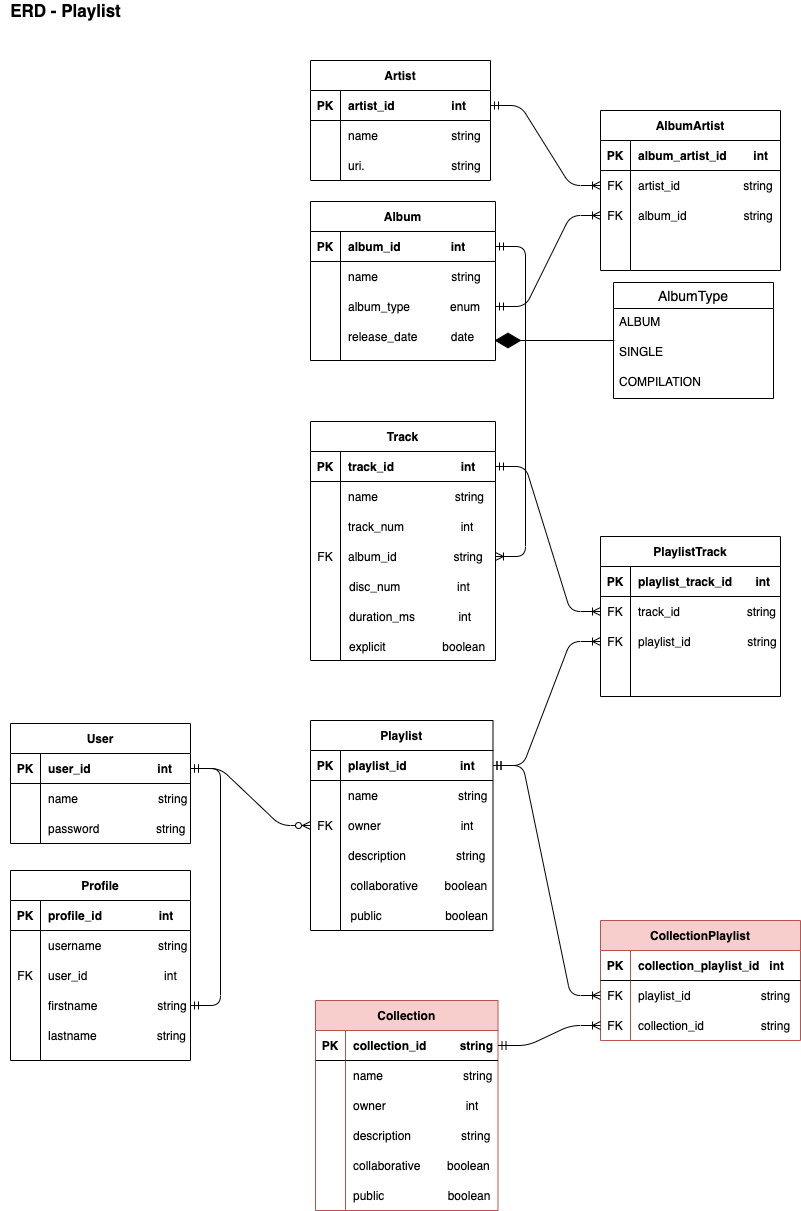 ERD - Playlist
Artist
PK artist_id int
name string
uri. string
AlbumArtist
PK album_artist_id int
FK artist_id string
FK album_id string
Album
PK album_id int
name string
album_type enum
release_date date
AlbumType
ALBUM
SINGLE
COMPILATION
Track
PK track_id int
name string
track_num int
FK album_id string
disc_num int
duration_ms int
explicit boolean
PlaylistTrack
PK playlist_track_id int
FK track_id string
FK playlist_id string
User
PK user_id int
name string
password string
Playlist
PK playlist_id int
name string
FK owner int
description string
collaborative boolean
public boolean
Profile
PK profile_id int
username string
FK user_id int
firstname string
lastname string
CollectionPlaylist
PK collection_playlist_id int
FK playlist_id string
FK collection_id string
Collection
PK collection_id string
name string
owner int
description string
collaborative boolean
public boolean